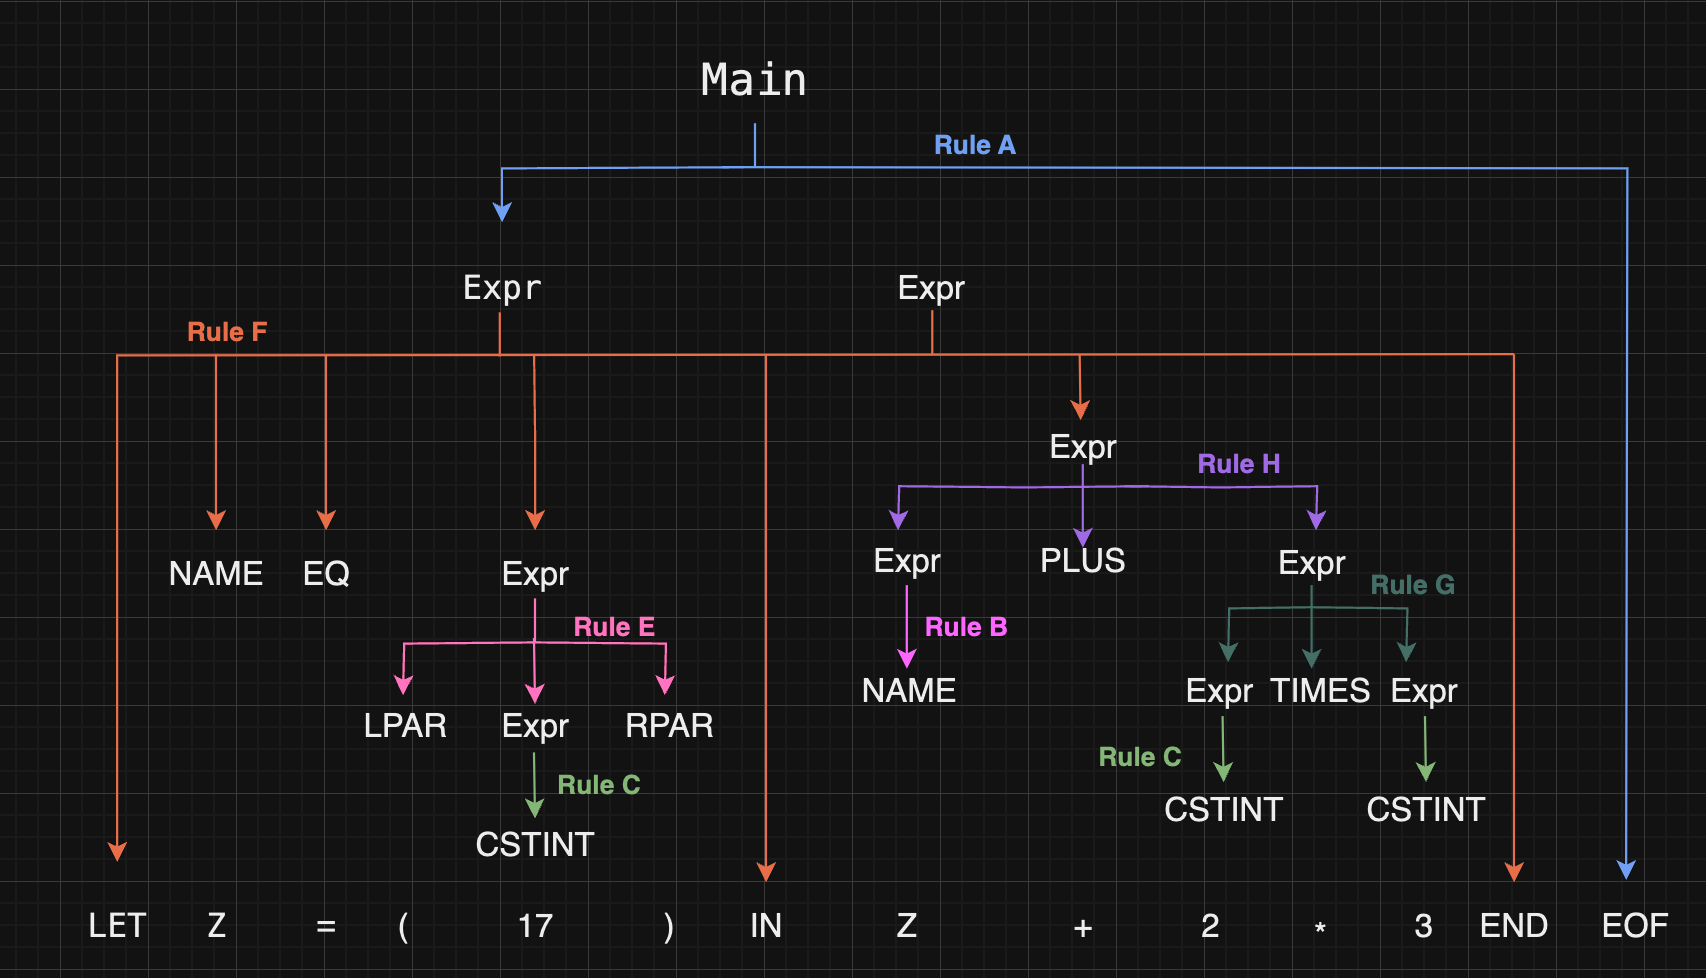 Main
Rule A
Expr Expr
Rule F
Expr
Rule H
NAME EQ Expr Expr PLUS Expr
Rule G
Rule E Rule B
NAME Expr TIMES Expr
LPAR Expr RPAR
Rule C
Rule C
CSTINT CSTINT
CSTINT
LET Z = ( 17 ) IN Z + 2 * 3 END EOF